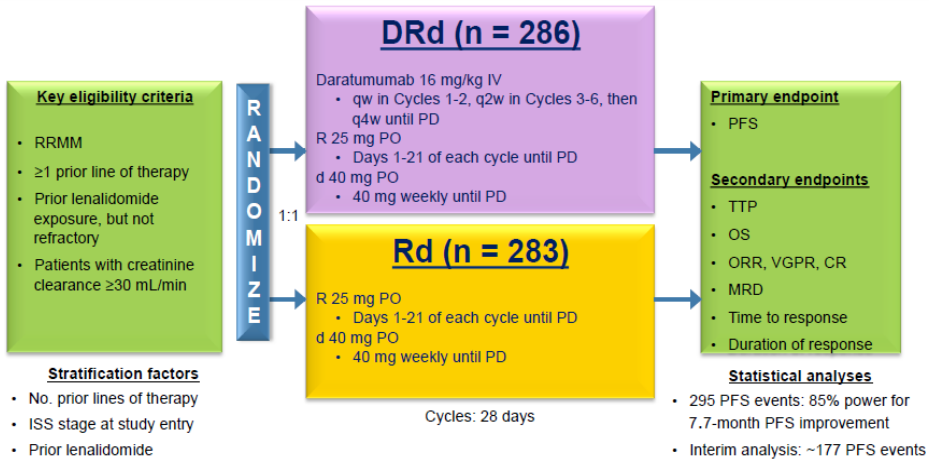 Key eligibility criteria
• RRMM
• ≥1 prior line of therapy
• Prior lenalidomide
exposure, but not
refractory
• Patients with creatinine
clearance ≥30 mL/min
Stratification factors
• No. prior lines of therapy
• ISS stage at study entry
• Prior lenalidomide
RANDOMIZE
1:1
DRd (n = 286)
Daratumumab 16 mg/kg IV
• qw in Cycles 1-2, q2w in Cycles 3-6, then
q4w until PD
R 25 mg PO
• Days 1-21 of each cycle until PD
d 40 mg PO
• 40 mg weekly until PD
Rd (n = 283)
R 25 mg PO
• Days 1-21 of each cycle until PD
d 40 mg PO
• 40 mg weekly until PD
Cycles: 28 days
Primary endpoint
• PFS
Secondary endpoints
• TTP
• OS
• ORR, VGPR, CR
• MRD
• Time to response
• Duration of response
Statistical analyses
• 295 PFS events: 85% power for
7.7-month PFS improvement
• Interim analysis: ~177 PFS events